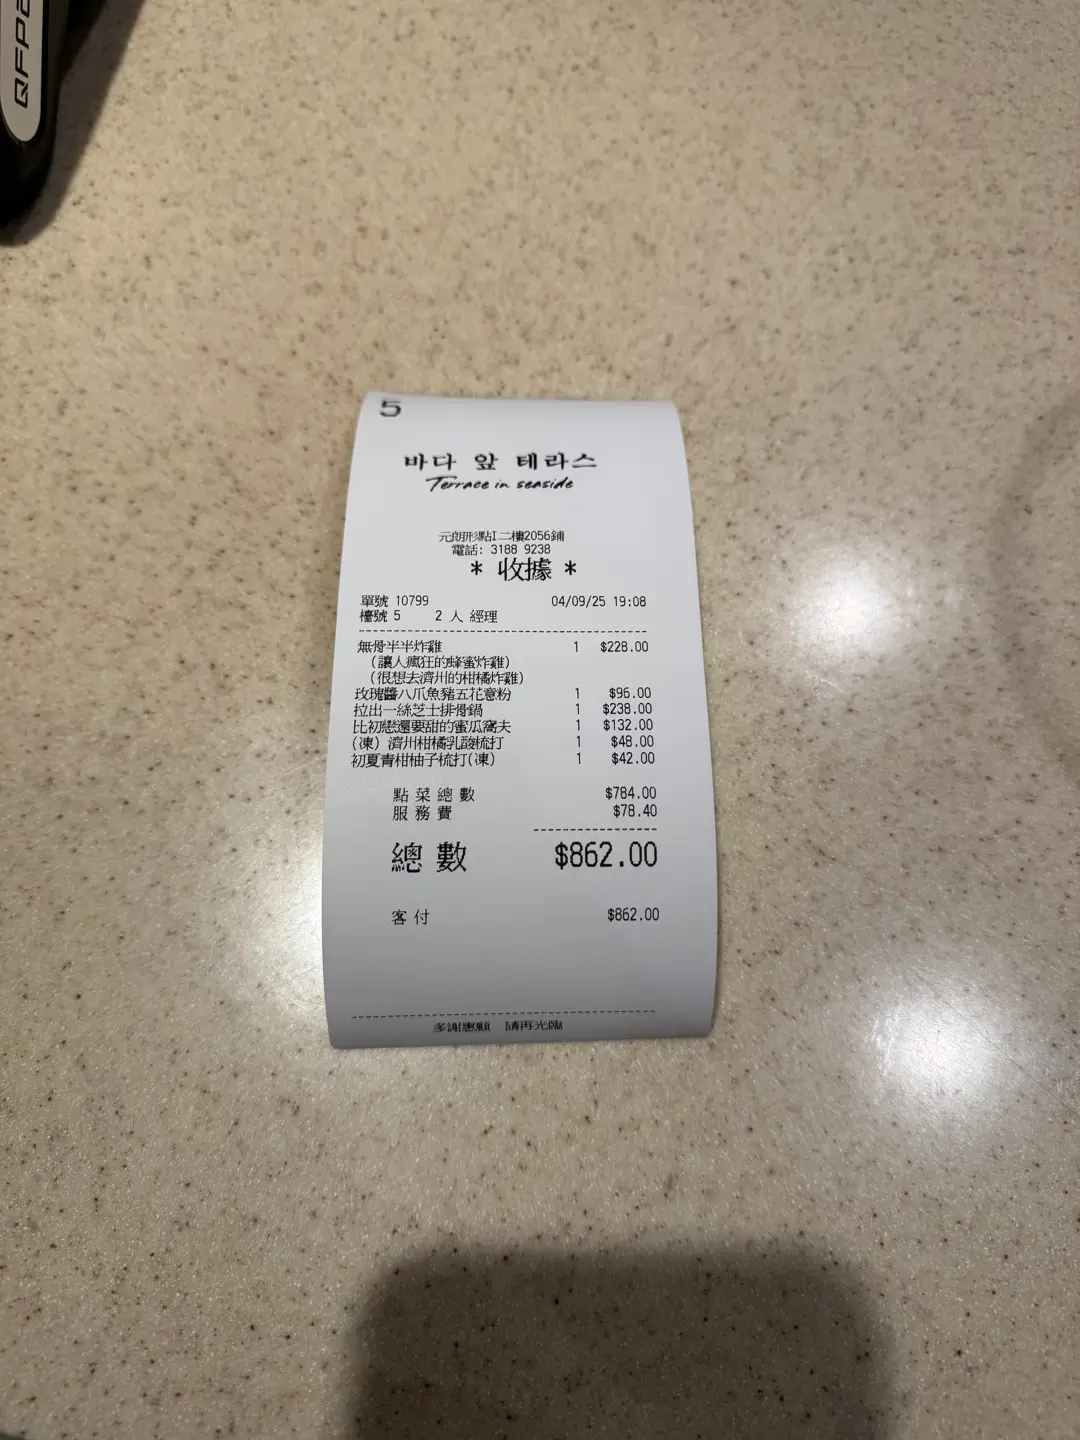 QFPA
5
바다 앞 테라스
Terrace in seaside
元朗形點I二樓2056鋪
電話: 3188 9238
* 收據 *
單號 10799 04/09/25 19:08
檯號 5 2 人 經理
無骨半半炸雞 1 $228.00
(讓人瘋狂的蜂蜜炸雞)
(很想去濟州的柑橘炸雞)
玫瑰醬八爪魚豬五花意粉 1 $96.00
拉出一絲芝士排骨鍋 1 $238.00
比初戀還要甜的蜜瓜窩夫 1 $132.00
(凍) 濟州柑橘乳酸梳打 1 $48.00
初夏青柑柚子梳打(凍) 1 $42.00
點菜總數 $784.00
服務費 $78.40
總數 $862.00
客付 $862.00
多謝惠顧 請再光臨